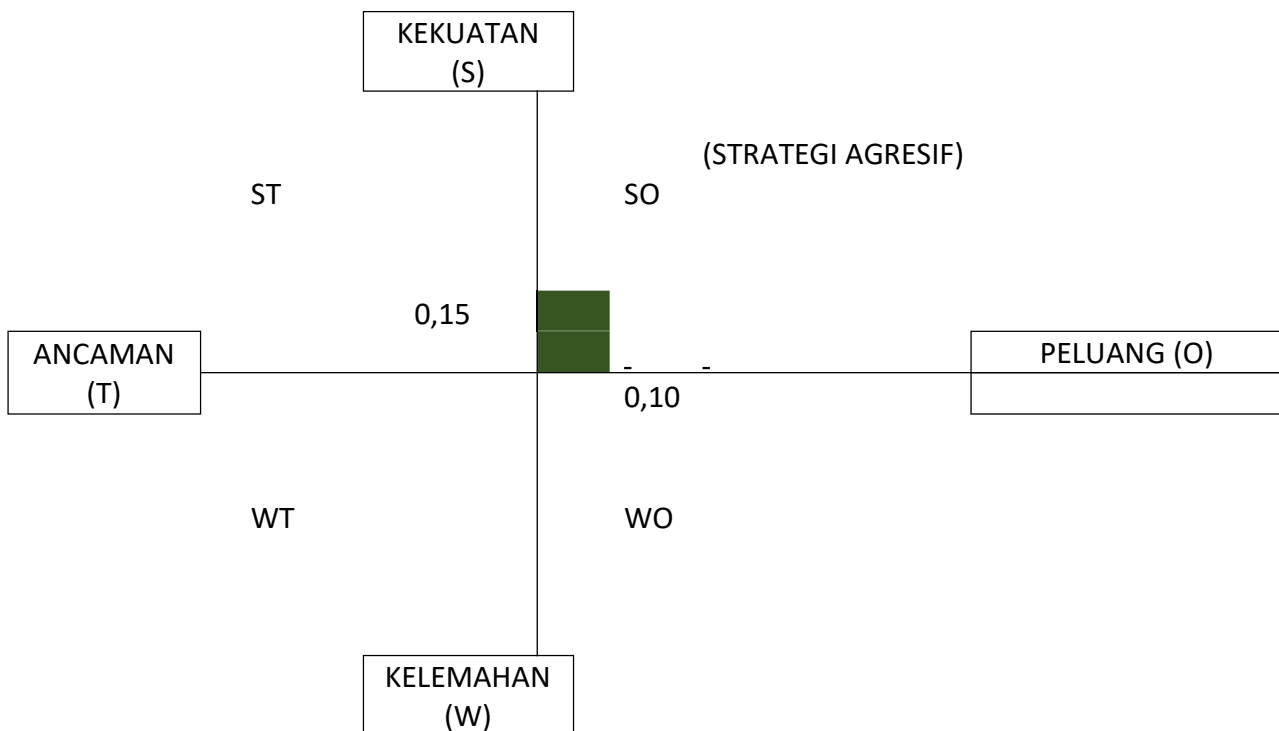 KEKUATAN
(S)
(STRATEGI AGRESIF)
ST
SO
0,15
ANCAMAN
(T)
PELUANG (O)
- -
0,10
WT
WO
KELEMAHAN
(W)